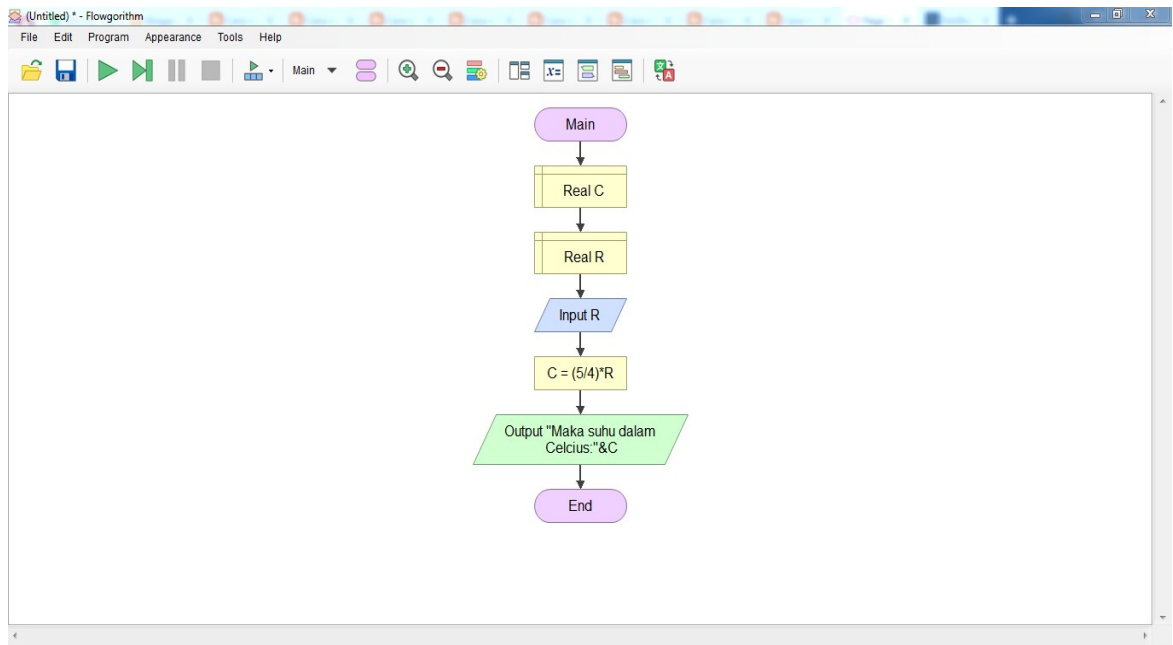 (Untitled) * - Flowgorithm
File Edit Program Appearance Tools Help
Main
x=
A
Main
Real C
Real R
Input R
C = (5/4)*R
Output "Maka suhu dalam
Celcius:"&C
End